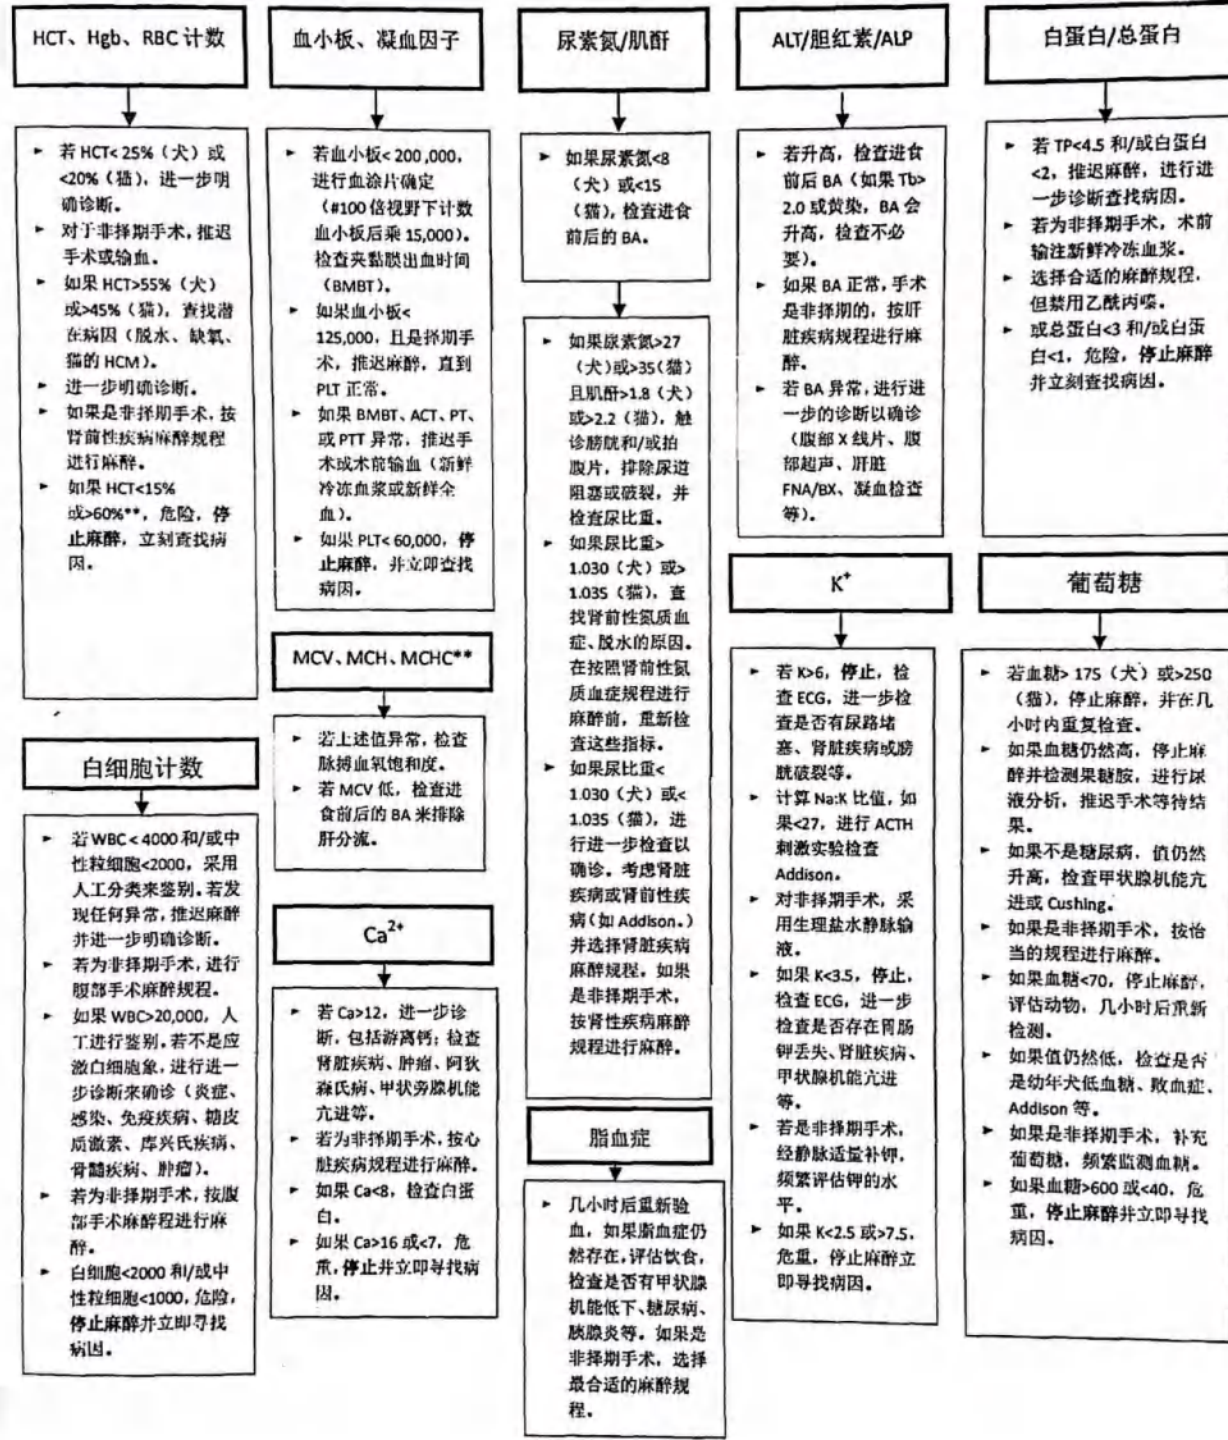 HCT、Hgb、RBC 计数
► 若 HCT< 25%（犬）或
<20%（猫），进一步明
确诊断。
► 对于非择期手术，推迟
手术或输血。
► 如果 HCT>55%（犬）
或>45%（猫），查找潜
在病因（脱水、缺氧、
猫的 HCM）。
► 进一步明确诊断。
► 如果是非择期手术，按
肾前性疾病麻醉规程
进行麻醉。
► 如果 HCT<15%
或>60%**，危险，停
止麻醉，立刻查找病
因。
白细胞计数
► 若 WBC < 4000 和/或中
性粒细胞<2000，采用
人工分类来鉴别。若发
现任何异常，推迟麻醉
并进一步明确诊断。
► 若为非择期手术，进行
腹部手术麻醉规程。
► 如果 WBC>20,000，人
工进行鉴别。若不是应
激白细胞象，进行进一
步诊断来确诊（炎症、
感染、免疫疾病、糖皮
质激素、库兴氏疾病、
骨髓疾病、肿瘤）。
► 若为非择期手术，按腹
部手术麻醉程进行麻
醉。
► 白细胞<2000 和/或中
性粒细胞<1000，危险，
停止麻醉并立即寻找
病因。
血小板、凝血因子
► 若血小板< 200,000，
进行血涂片确定
（#100 倍视野下计数
血小板后乘 15,000）。
检查夹黏膜出血时间
（BMBT）。
► 如果血小板<
125,000，且是择期手
术，推迟麻醉，直到
PLT 正常。
► 如果 BMBT、ACT、PT、
或 PTT 异常，推迟手
术或术前输血（新鲜
冷冻血浆或新鲜全
血）。
► 如果 PLT< 60,000，停
止麻醉，并立即查找
病因。
MCV、MCH、MCHC**
► 若上述值异常，检查
脉搏血氧饱和度。
► 若 MCV 低，检查进
食前后的 BA 来排除
肝分流。
Ca²⁺
► 若 Ca>12，进一步诊
断，包括游离钙；检查
肾脏疾病、肿瘤、阿狄
森氏病、甲状旁腺机能
亢进等。
► 若为非择期手术，按心
脏疾病规程进行麻醉。
► 如果 Ca<8，检查白蛋
白。
► 如果 Ca>16 或<7，危
重，停止并立即寻找病
因。
尿素氮/肌酐
► 如果尿素氮<8
（犬）或<15
（猫），检查进食
前后的 BA。
► 如果尿素氮>27
（犬）或>35（猫）
且肌酐>1.8（犬）
或>2.2（猫），触
诊膀胱和/或拍
腹片，排除尿道
阻塞或破裂，并
检查尿比重。
► 如果尿比重>
1.030（犬）或>
1.035（猫），查
找肾前性氮质血
症、脱水的原因。
在按照肾前性氮
质血症规程进行
麻醉前，重新检
查这些指标。
► 如果尿比重<
1.030（犬）或<
1.035（猫），进
行进一步检查以
确诊。考虑肾脏
疾病或肾前性疾
病（如 Addison。）
并选择肾脏疾病
麻醉规程。如果
是非择期手术，
按肾性疾病麻醉
规程进行麻醉。
脂血症
► 几小时后重新验
血，如果脂血症仍
然存在，评估饮食，
检查是否有甲状腺
机能低下、糖尿病、
胰腺炎等。如果是
非择期手术，选择
最合适的麻醉规
程。
ALT/胆红素/ALP
► 若升高，检查进食
前后 BA（如果 Tb>
2.0 或黄染，BA 会
升高，检查不必
要）。
► 如果 BA 正常，手术
是非择期的，按肝
脏疾病规程进行麻
醉。
► 若 BA 异常，进行进
一步的诊断以确诊
（腹部 X 线片、腹
部超声、肝脏
FNA/BX、凝血检查
等）。
K⁺
► 若 K>6，停止，检
查 ECG，进一步检
查是否有尿路堵
塞、肾脏疾病或膀
胱破裂等。
► 计算 Na:K 比值，如
果<27，进行 ACTH
刺激实验检查
Addison。
► 对非择期手术，采
用生理盐水静脉输
液。
► 如果 K<3.5，停止，
检查 ECG，进一步
检查是否存在胃肠
钾丢失、肾脏疾病、
甲状腺机能亢进
等。
► 若是非择期手术，
经静脉适量补钾，
频繁评估钾的水
平。
► 如果 K<2.5 或>7.5，
危重，停止麻醉立
即寻找病因。
白蛋白/总蛋白
► 若 TP<4.5 和/或白蛋白
<2，推迟麻醉，进行进
一步诊断查找病因。
► 若为非择期手术，术前
输注新鲜冷冻血浆。
► 选择合适的麻醉规程，
但禁用乙酰丙嗪。
► 或总蛋白<3 和/或白蛋
白<1，危险，停止麻醉
并立刻查找病因。
葡萄糖
► 若血糖> 175（犬）或>250
（猫），停止麻醉，并在几
小时内重复检查。
► 如果血糖仍然高，停止麻
醉并检测果糖胺，进行尿
液分析，推迟手术等待结
果。
► 如果不是糖尿病，值仍然
升高，检查甲状腺机能亢
进或 Cushing。
► 如果是非择期手术，按恰
当的规程进行麻醉。
► 如果血糖<70，停止麻醉，
评估动物，几小时后重新
检测。
► 如果值仍然低，检查是否
是幼年犬低血糖、败血症、
Addison 等。
► 如果是非择期手术，补充
葡萄糖，频繁监测血糖。
► 如果血糖>600 或<40，危
重，停止麻醉并立即寻找
病因。